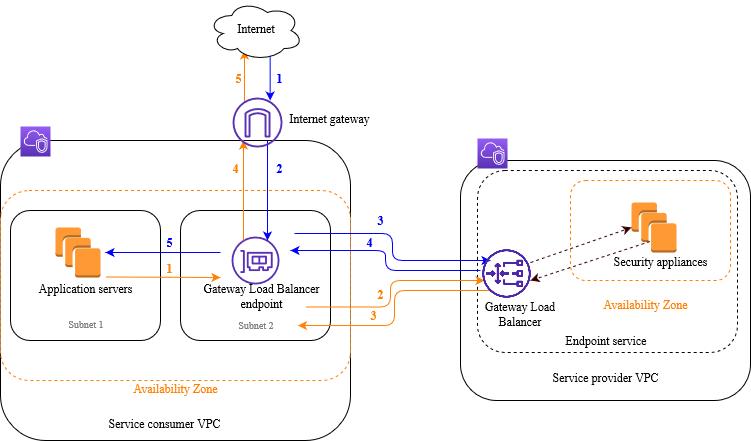 Internet
5
1
Internet gateway
4
2
3
5
4
1
Application servers
Gateway Load Balancer
endpoint
2
3
Subnet 1
Subnet 2
Availability Zone
Service consumer VPC
Security appliances
Availability Zone
Gateway Load
Balancer
Endpoint service
Service provider VPC